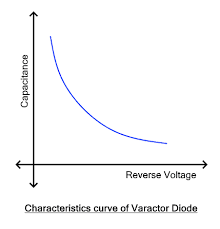 Capacitance
Reverse Voltage
Characteristics curve of Varactor Diode